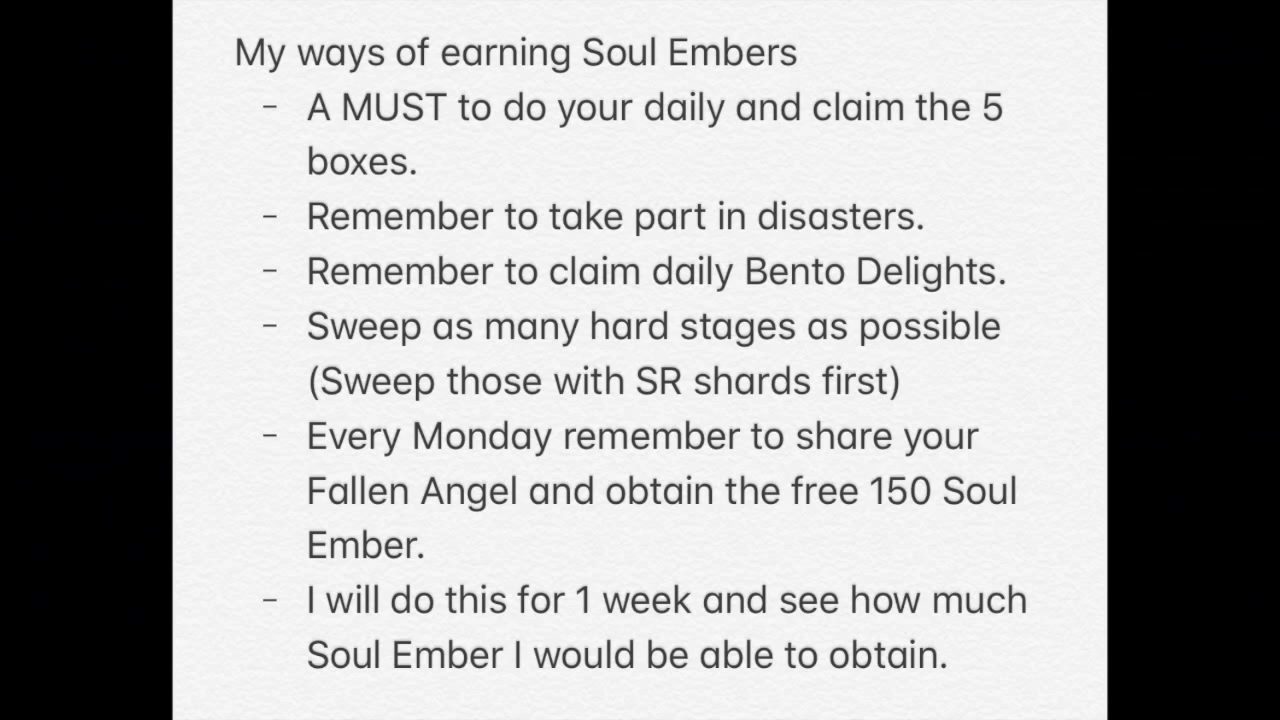 My ways of earning Soul Embers
- A MUST to do your daily and claim the 5
boxes.
- Remember to take part in disasters.
- Remember to claim daily Bento Delights.
- Sweep as many hard stages as possible
(Sweep those with SR shards first)
- Every Monday remember to share your
Fallen Angel and obtain the free 150 Soul
Ember.
- I will do this for 1 week and see how much
Soul Ember I would be able to obtain.